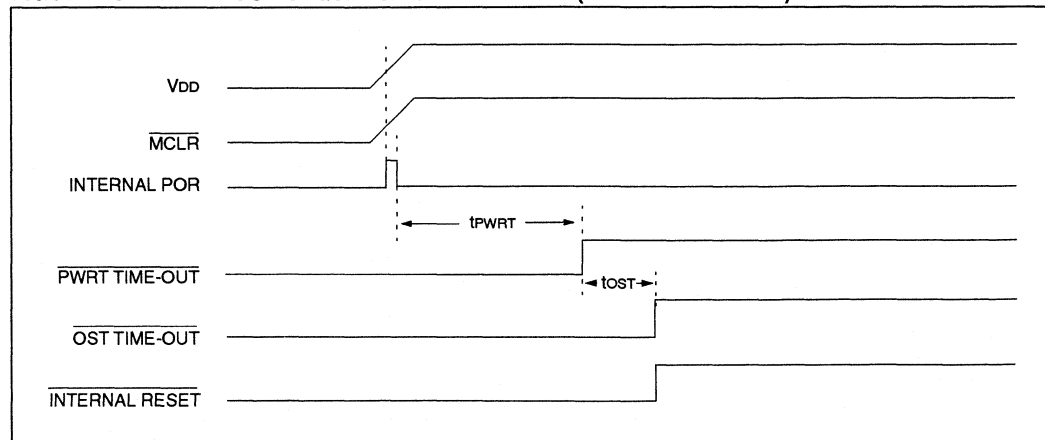 VDD
MCLR
INTERNAL POR
tPWRT
PWRT TIME-OUT
tOST
OST TIME-OUT
INTERNAL RESET